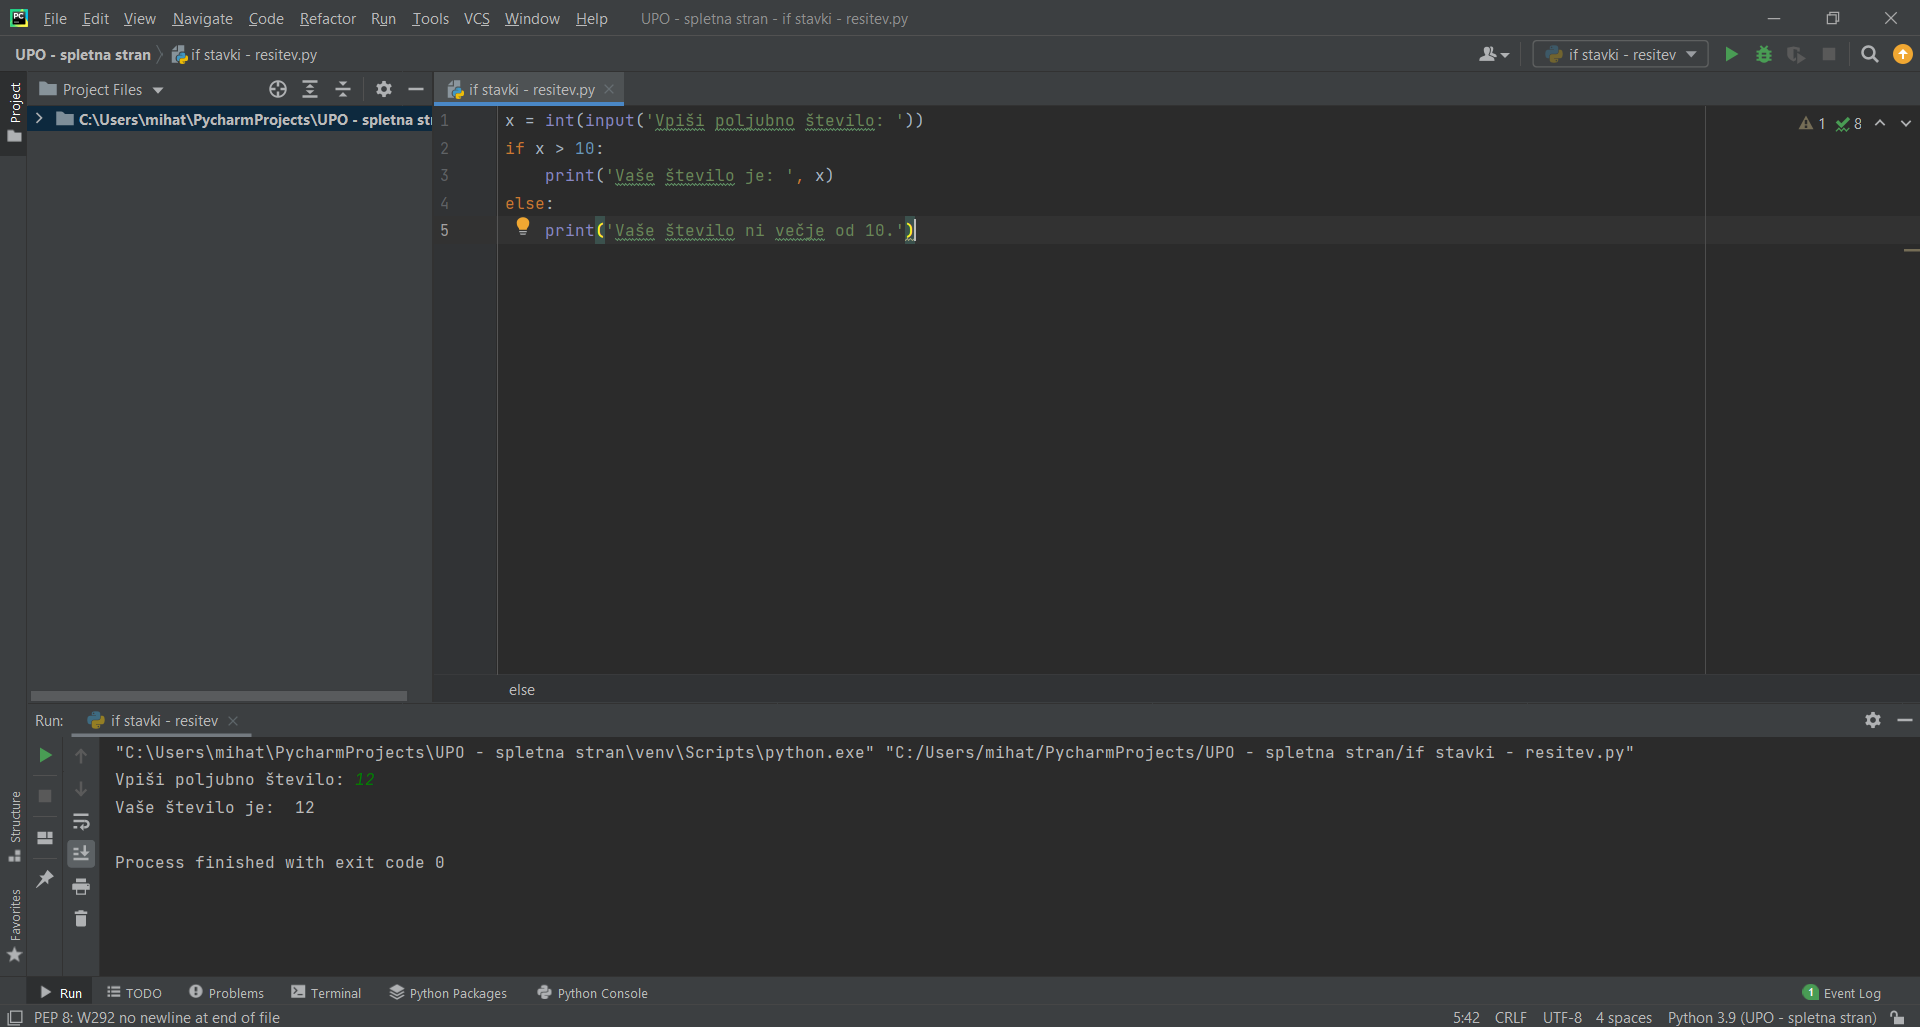 File Edit View Navigate Code Refactor Run Tools VCS Window Help UPO - spletna stran - if stavki - resitev.py
UPO - spletna stran if stavki - resitev.py
if stavki - resitev
Project
Project Files
if stavki - resitev.py
C:\Users\mihat\PycharmProjects\UPO - spletna
1 x = int(input('Vpiši poljubno število: '))
1 8
2 if x > 10:
3 print('Vaše število je: ', x)
4 else:
5 print('Vaše število ni večje od 10.')
else
Run: if stavki - resitev
"C:\Users\mihat\PycharmProjects\UPO - spletna stran\venv\Scripts\python.exe" "C:/Users/mihat/PycharmProjects/UPO - spletna stran/if stavki - resitev.py"
Vpiši poljubno število: 12
Vaše število je:  12
Process finished with exit code 0
Structure
Favorites
Run TODO Problems Terminal Python Packages Python Console
1 Event Log
PEP 8: W292 no newline at end of file
5:42 CRLF UTF-8 4 spaces Python 3.9 (UPO - spletna stran)